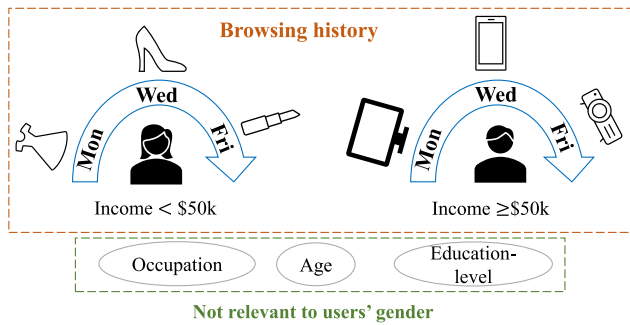 Browsing history
Mon
Wed
Fri
Mon
Wed
Fri
Income < $50k
Income ≥$50k
Occupation
Age
Education-
level
Not relevant to users' gender